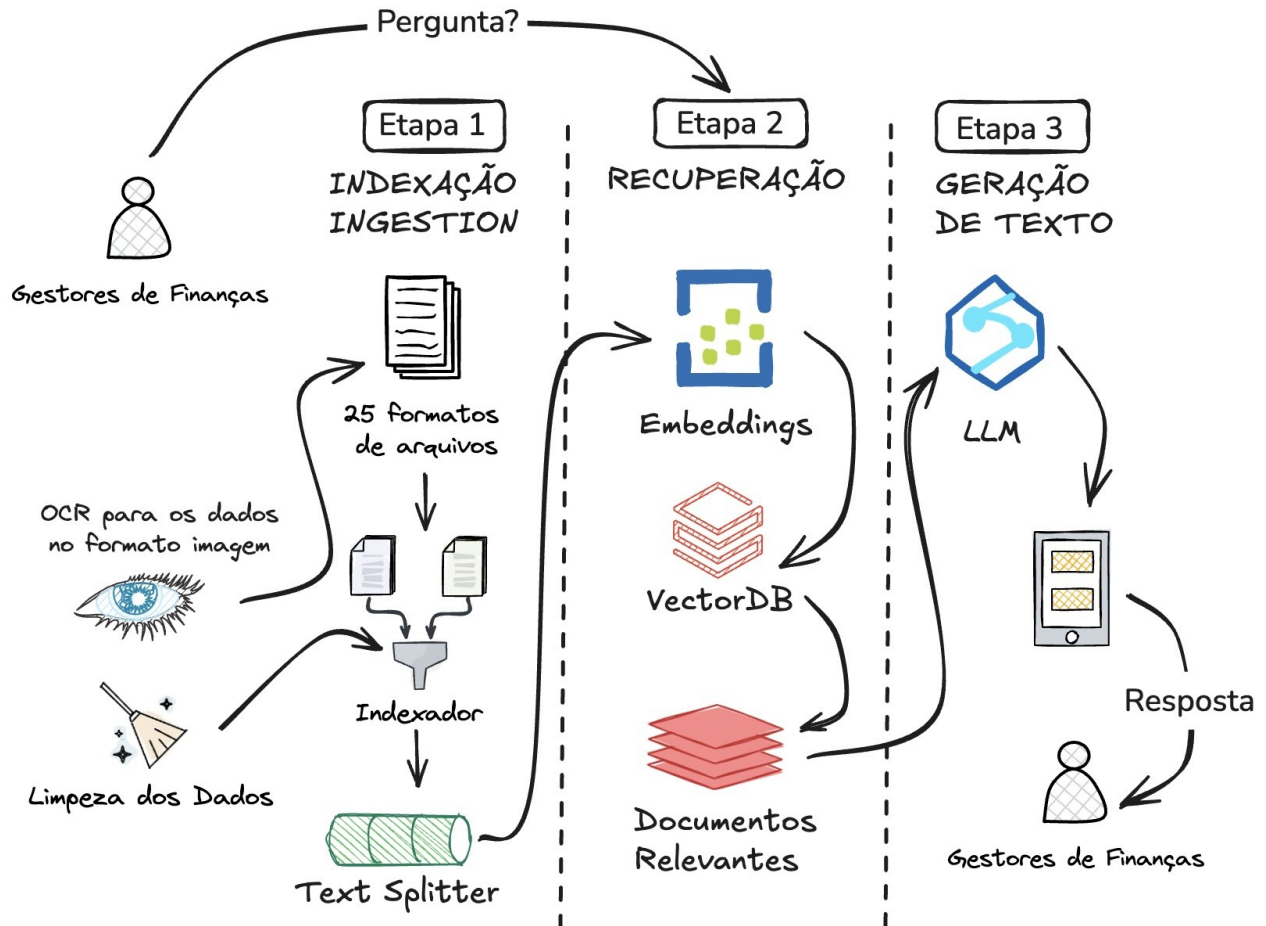 Pergunta?
Etapa 1
INDEXAÇÃO
INGESTION
Gestores de Finanças
25 formatos
de arquivos
OCR para os dados
no formato imagem
Indexador
Limpeza dos Dados
Text Splitter
Etapa 2
RECUPERAÇÃO
Embeddings
VectorDB
Documentos
Relevantes
Etapa 3
GERAÇÃO
DE TEXTO
LLM
Resposta
Gestores de Finanças